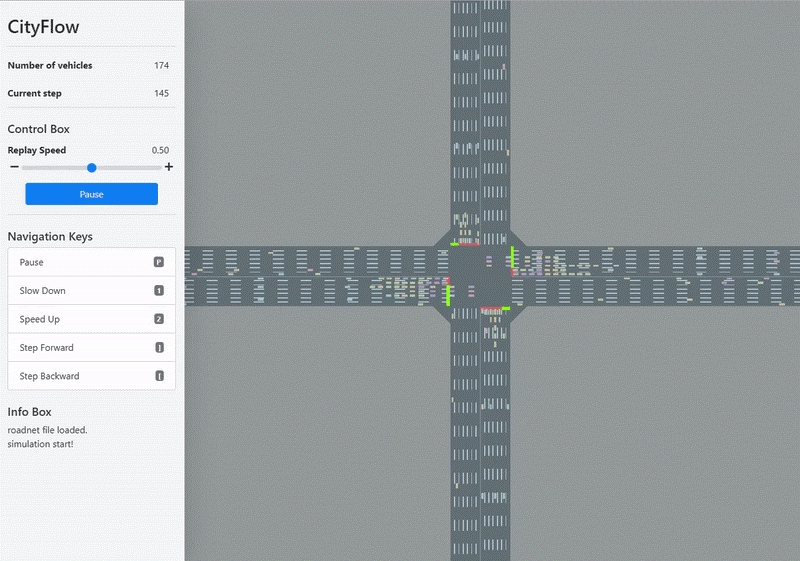 CityFlow
Number of vehicles 174
Current step 145
Control Box
Replay Speed 0.50
− +
Pause
Navigation Keys
Pause P
Slow Down 1
Speed Up 2
Step Forward ]
Step Backward [
Info Box
roadnet file loaded.
simulation start!